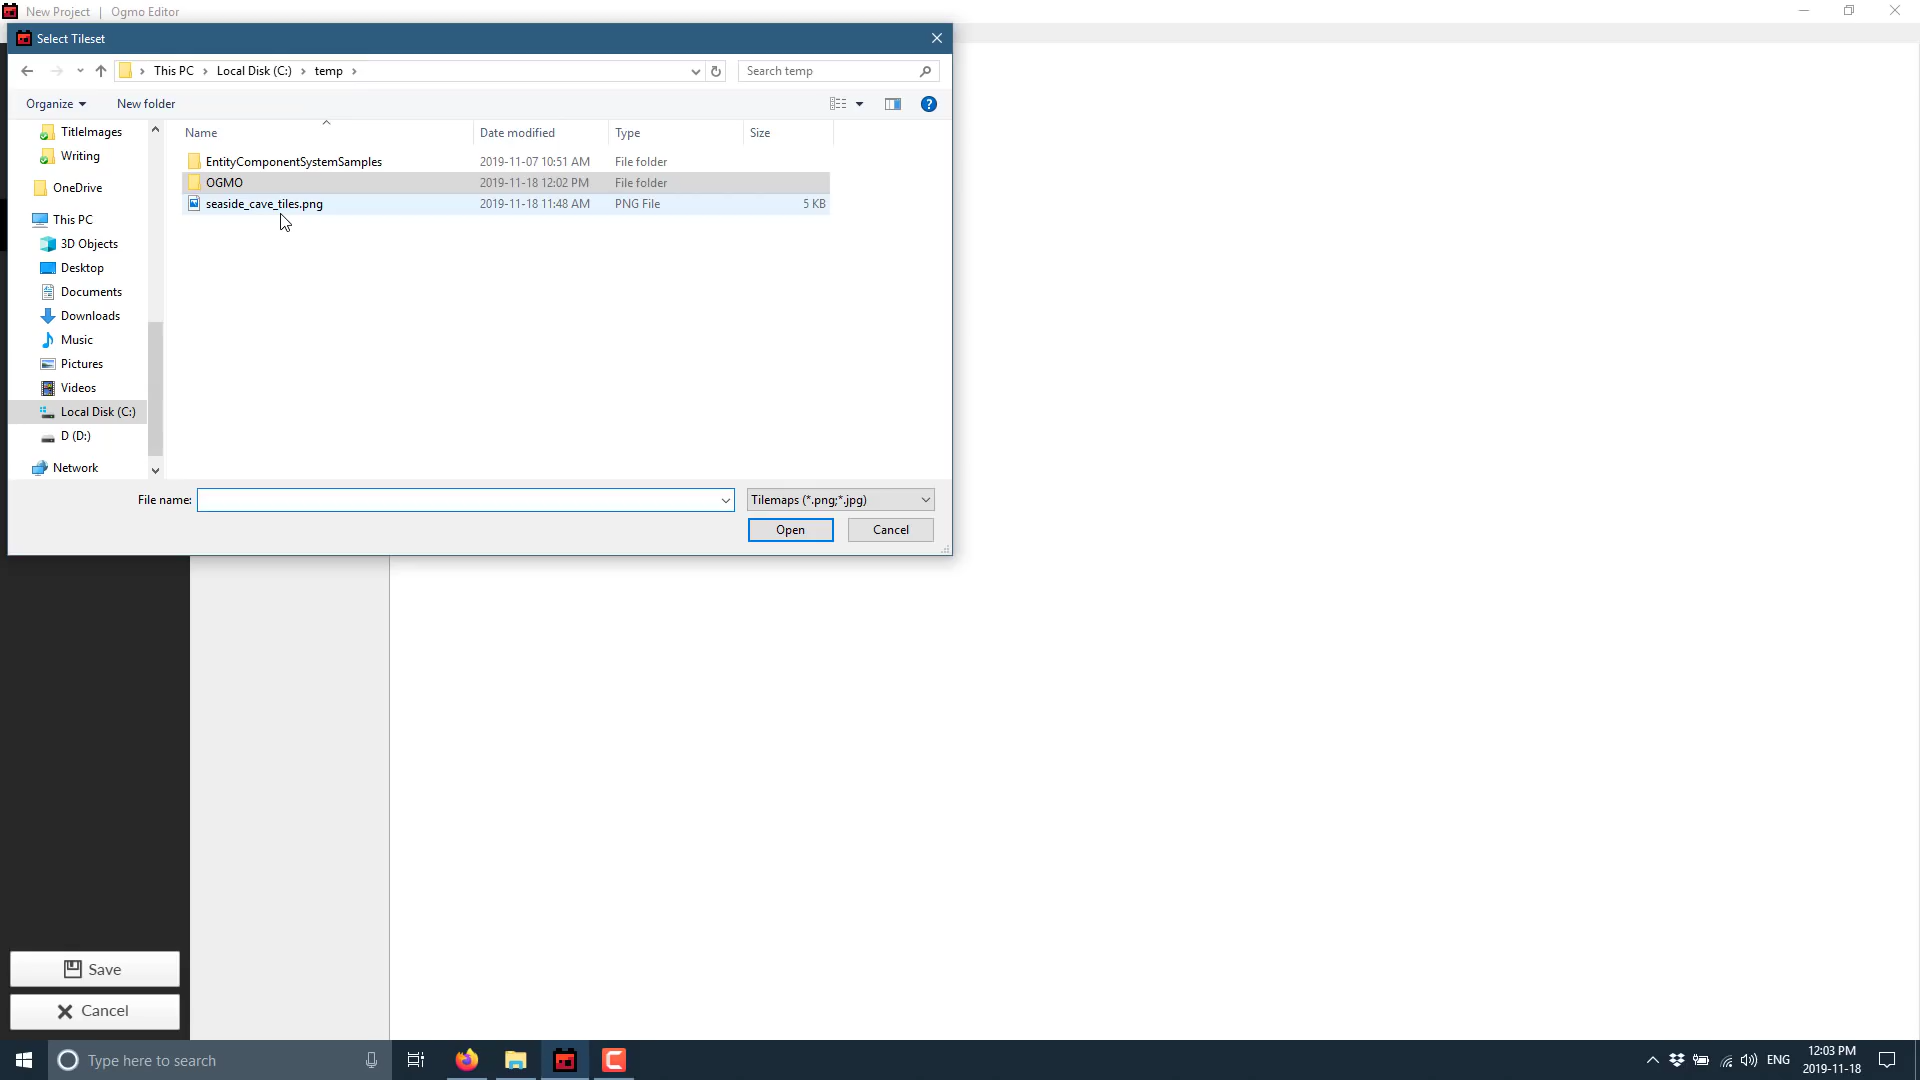 New Project | Ogmo Editor
Select Tileset
This PC > Local Disk (C:) > temp >
Search temp
Organize
New folder
Name
Date modified
Type
Size
TitleImages
Writing
OneDrive
This PC
3D Objects
Desktop
Documents
Downloads
Music
Pictures
Videos
Local Disk (C:)
D (D:)
Network
EntityComponentSystemSamples 2019-11-07 10:51 AM File folder
OGMO 2019-11-18 12:02 PM File folder
seaside_cave_tiles.png 2019-11-18 11:48 AM PNG File 5 KB
File name:
Tilemaps (*.png;*.jpg)
Open
Cancel
Save
Cancel
Type here to search
ENG
12:03 PM
2019-11-18